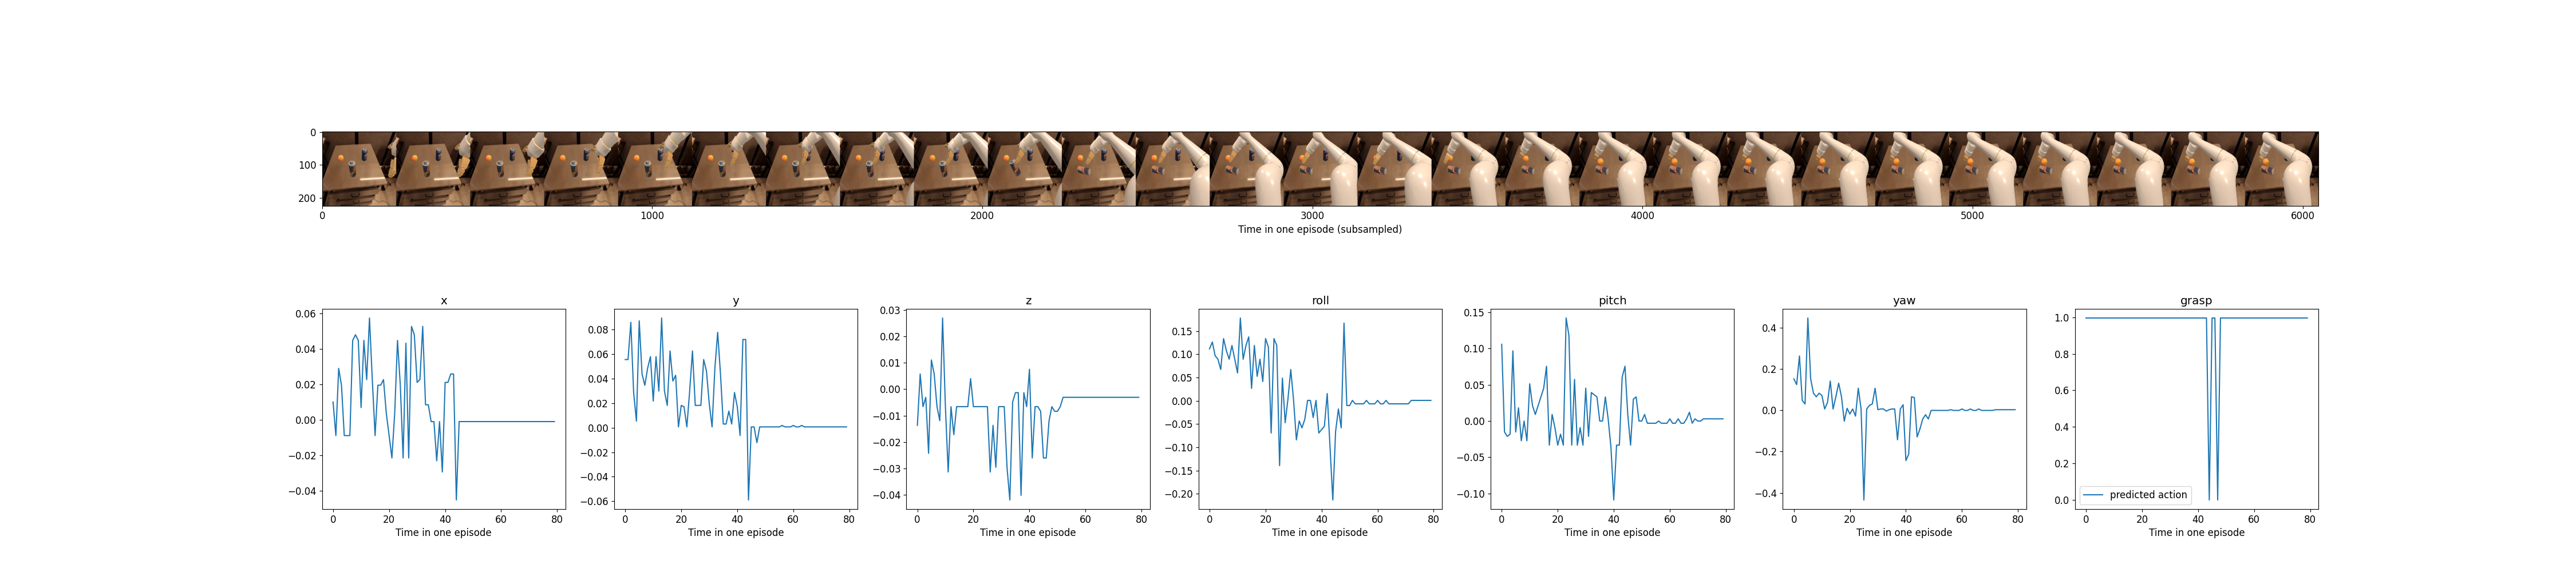 0
100
200
0 1000 2000 3000 4000 5000 6000
Time in one episode (subsampled)
x y z roll pitch yaw grasp
0.06
0.04
0.02
0.00
−0.02
−0.04
0 20 40 60 80
Time in one episode
0.08
0.06
0.04
0.02
0.00
−0.02
−0.04
−0.06
0 20 40 60 80
Time in one episode
0.03
0.02
0.01
0.00
−0.01
−0.02
−0.03
−0.04
0 20 40 60 80
Time in one episode
0.15
0.10
0.05
0.00
−0.05
−0.10
−0.15
−0.20
0 20 40 60 80
Time in one episode
0.15
0.10
0.05
0.00
−0.05
−0.10
0 20 40 60 80
Time in one episode
0.4
0.2
0.0
−0.2
−0.4
0 20 40 60 80
Time in one episode
1.0
0.8
0.6
0.4
0.2
0.0
predicted action
0 20 40 60 80
Time in one episode